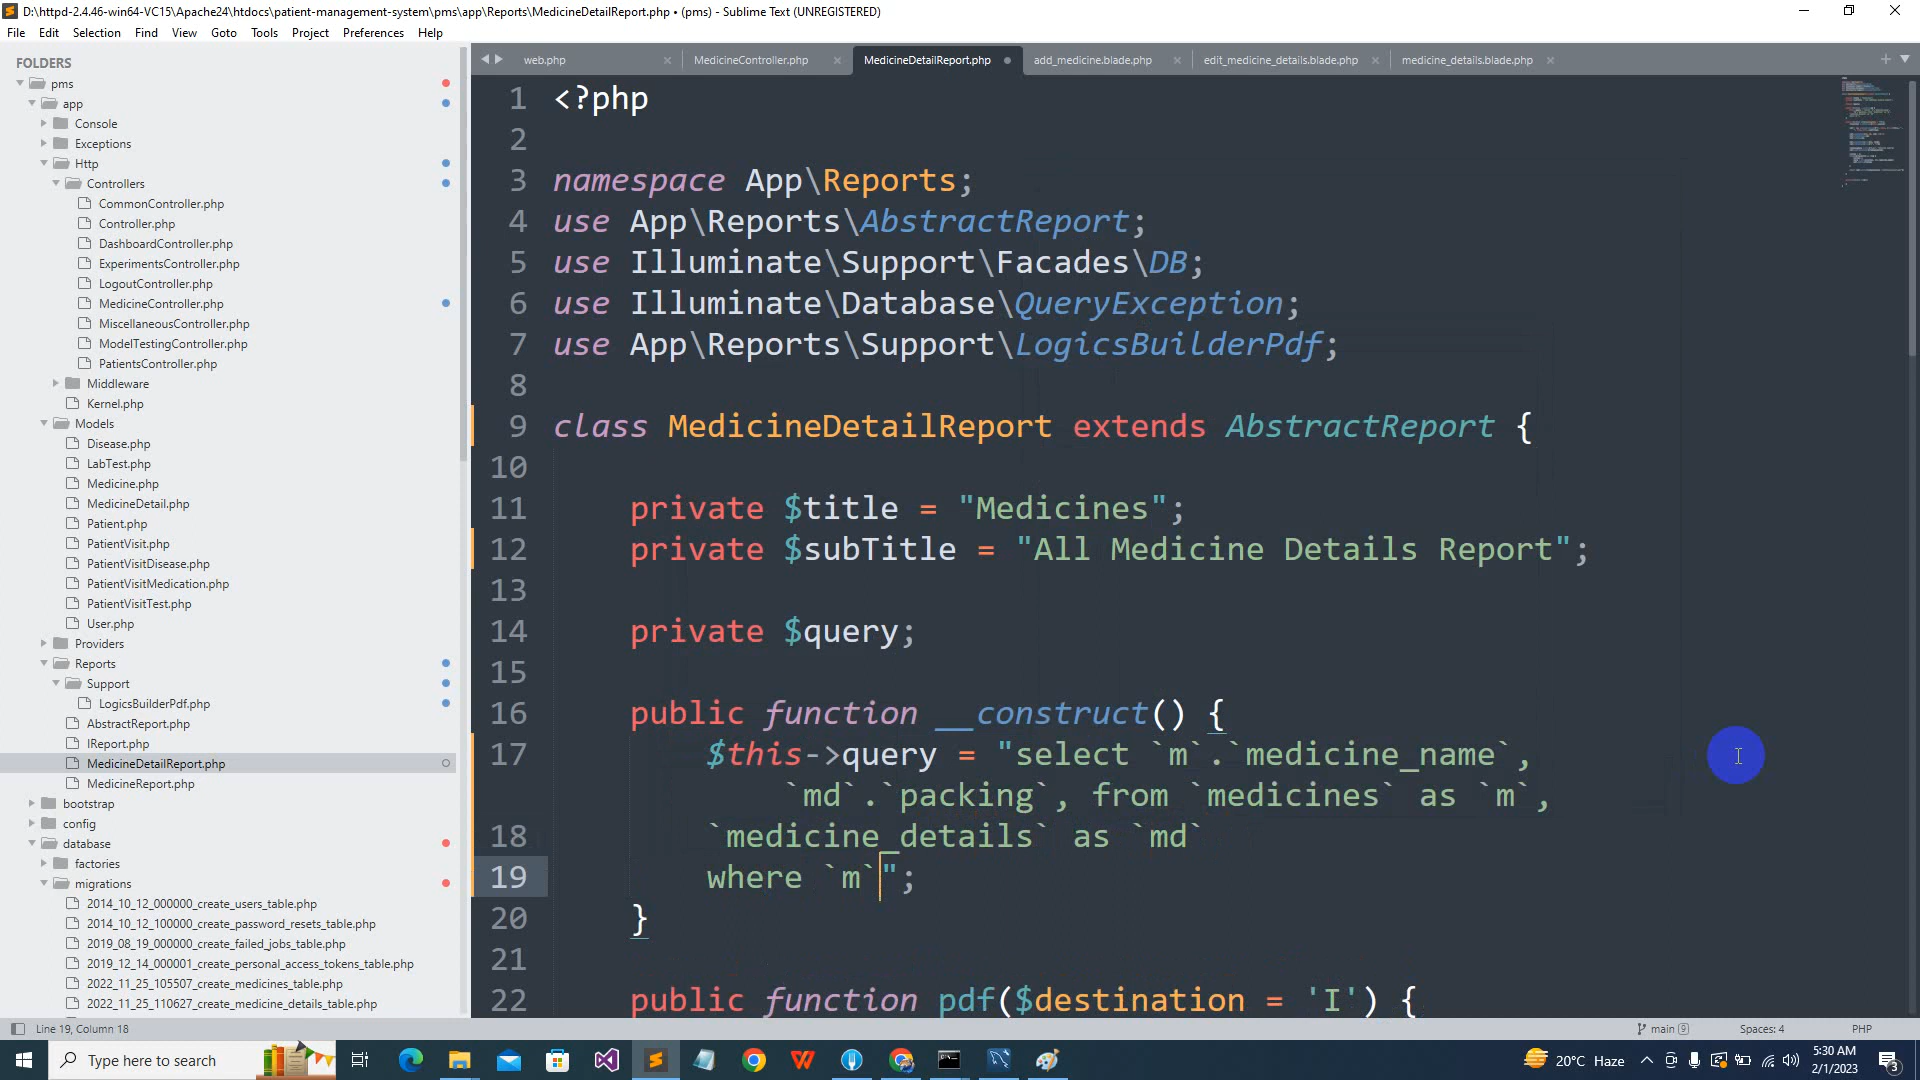 D:\httpd-2.4.46-win64-VC15\Apache24\htdocs\patient-management-system\pms\app\Reports\MedicineDetailReport.php • (pms) - Sublime Text (UNREGISTERED)
File Edit Selection Find View Goto Tools Project Preferences Help
FOLDERS
pms
app
Console
Exceptions
Http
Controllers
CommonController.php
Controller.php
DashboardController.php
ExperimentsController.php
LogoutController.php
MedicineController.php
MiscellaneousController.php
ModelTestingController.php
PatientsController.php
Middleware
Kernel.php
Models
Disease.php
LabTest.php
Medicine.php
MedicineDetail.php
Patient.php
PatientVisit.php
PatientVisitDisease.php
PatientVisitMedication.php
PatientVisitTest.php
User.php
Providers
Reports
Support
LogicsBuilderPdf.php
AbstractReport.php
IReport.php
MedicineDetailReport.php
MedicineReport.php
bootstrap
config
database
factories
migrations
2014_10_12_000000_create_users_table.php
2014_10_12_100000_create_password_resets_table.php
2019_08_19_000000_create_failed_jobs_table.php
2019_12_14_000001_create_personal_access_tokens_table.php
2022_11_25_105507_create_medicines_table.php
2022_11_25_110627_create_medicine_details_table.php
web.php MedicineController.php MedicineDetailReport.php add_medicine.blade.php edit_medicine_details.blade.php medicine_details.blade.php
1 <?php
2
3 namespace App\Reports;
4 use App\Reports\AbstractReport;
5 use Illuminate\Support\Facades\DB;
6 use Illuminate\Database\QueryException;
7 use App\Reports\Support\LogicsBuilderPdf;
8
9 class MedicineDetailReport extends AbstractReport {
10
11 private $title = "Medicines";
12 private $subTitle = "All Medicine Details Report";
13
14 private $query;
15
16 public function __construct() {
17 $this->query = "select `m`.`medicine_name`,
`md`.`packing`, from `medicines` as `m`,
18 `medicine_details` as `md`
19 where `m`";
20 }
21
22 public function pdf($destination = 'I') {
Line 19, Column 18
main 9 Spaces: 4 PHP
Type here to search
20°C Haze
5:30 AM
2/1/2023
3